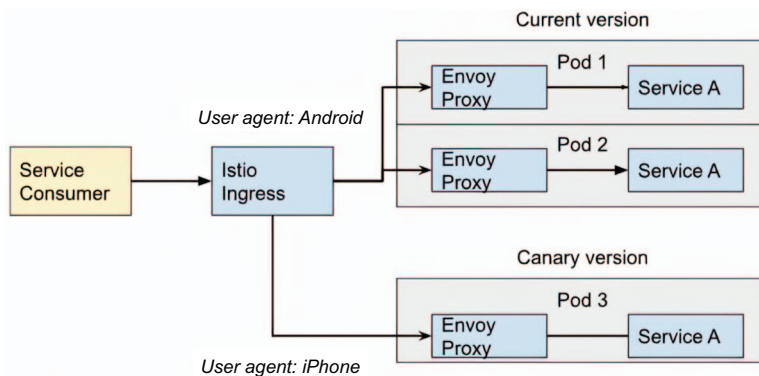 Current version
Pod 1
Envoy
Proxy
Service A
User agent: Android
Pod 2
Envoy
Proxy
Service A
Service
Consumer
Istio
Ingress
Canary version
Pod 3
Envoy
Proxy
Service A
User agent: iPhone